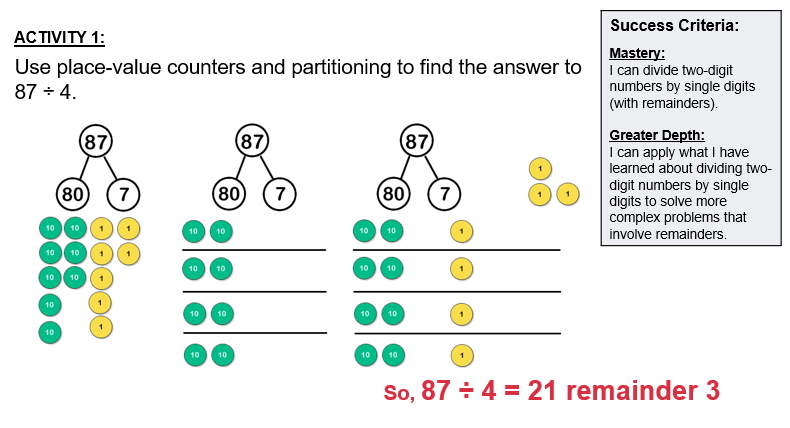 ACTIVITY 1:
Use place-value counters and partitioning to find the answer to
87 ÷ 4.
Success Criteria:
Mastery:
I can divide two-digit
numbers by single digits
(with remainders).
Greater Depth:
I can apply what I have
learned about dividing two-
digit numbers by single
digits to solve more
complex problems that
involve remainders.
87
80 7
10 10 1 1
10 10 1 1
10 10 1
10 1
10 1
87
80 7
10 10
10 10
10 10
10 10
87
80 7
1
1 1
10 10 1
10 10 1
10 10 1
10 10 1
So, 87 ÷ 4 = 21 remainder 3